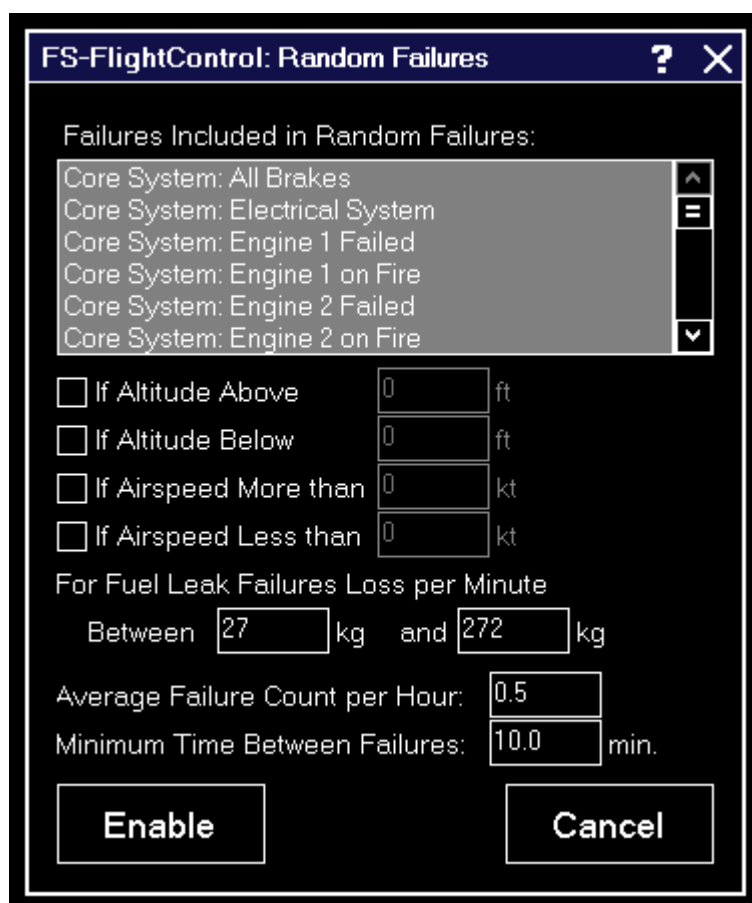 FS-FlightControl: Random Failures ?
Failures Included in Random Failures:
Core System: All Brakes
Core System: Electrical System
Core System: Engine 1 Failed
Core System: Engine 1 on Fire
Core System: Engine 2 Failed
Core System: Engine 2 on Fire
If Altitude Above 0 ft
If Altitude Below 0 ft
If Airspeed More than 0 kt
If Airspeed Less than 0 kt
For Fuel Leak Failures Loss per Minute
Between 27 kg and 272 kg
Average Failure Count per Hour: 0.5
Minimum Time Between Failures: 10.0 min.
Enable Cancel